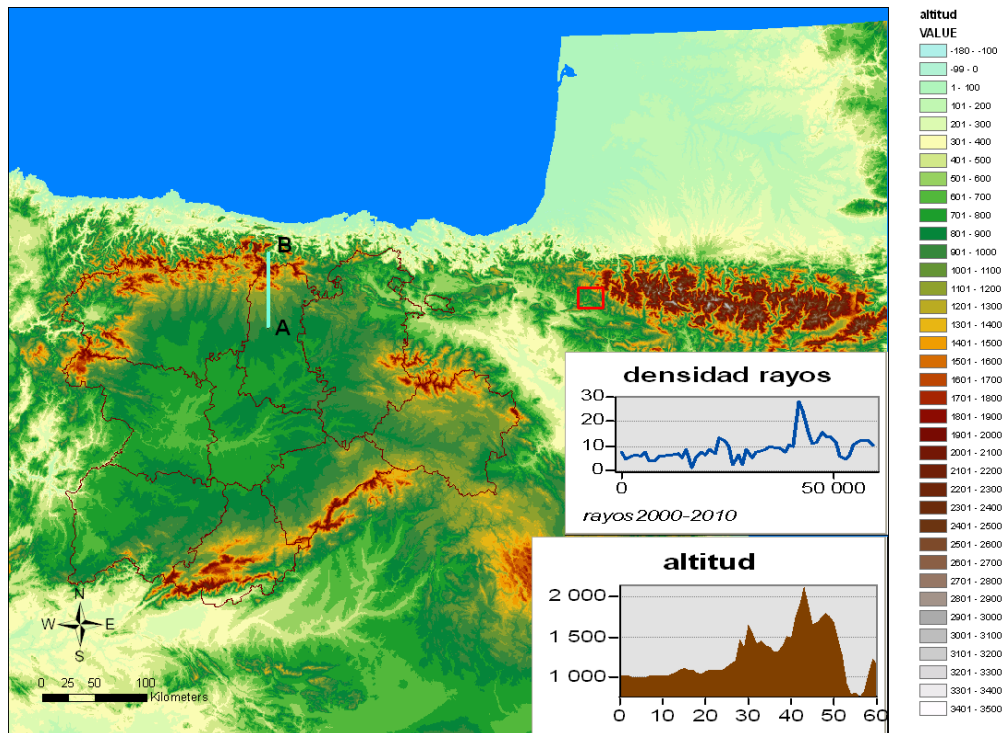 altitud
VALUE
-180 - -100
-99 - 0
1 - 100
101 - 200
201 - 300
301 - 400
401 - 500
501 - 600
601 - 700
701 - 800
801 - 900
901 - 1000
1001 - 1100
1101 - 1200
1201 - 1300
1301 - 1400
1401 - 1500
1501 - 1600
1601 - 1700
1701 - 1800
1801 - 1900
1901 - 2000
2001 - 2100
2101 - 2200
2201 - 2300
2301 - 2400
2401 - 2500
2501 - 2600
2601 - 2700
2701 - 2800
2801 - 2900
2901 - 3000
3001 - 3100
3101 - 3200
3201 - 3300
3301 - 3400
3401 - 3500
B
A
densidad rayos
30
20
10
0
0 50 000
rayos 2000-2010
altitud
2 000
1 500
1 000
0 10 20 30 40 50 60
N
W E
S
0 25 50 100
Kilometers